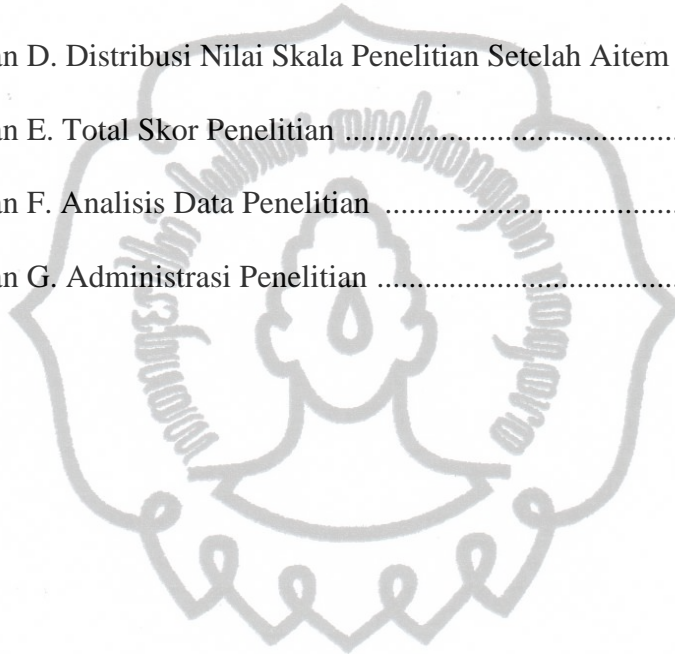 an D. Distribusi Nilai Skala Penelitian Setelah Aitem
an E. Total Skor Penelitian ..........................................
an F. Analisis Data Penelitian .....................................
an G. Administrasi Penelitian ......................................